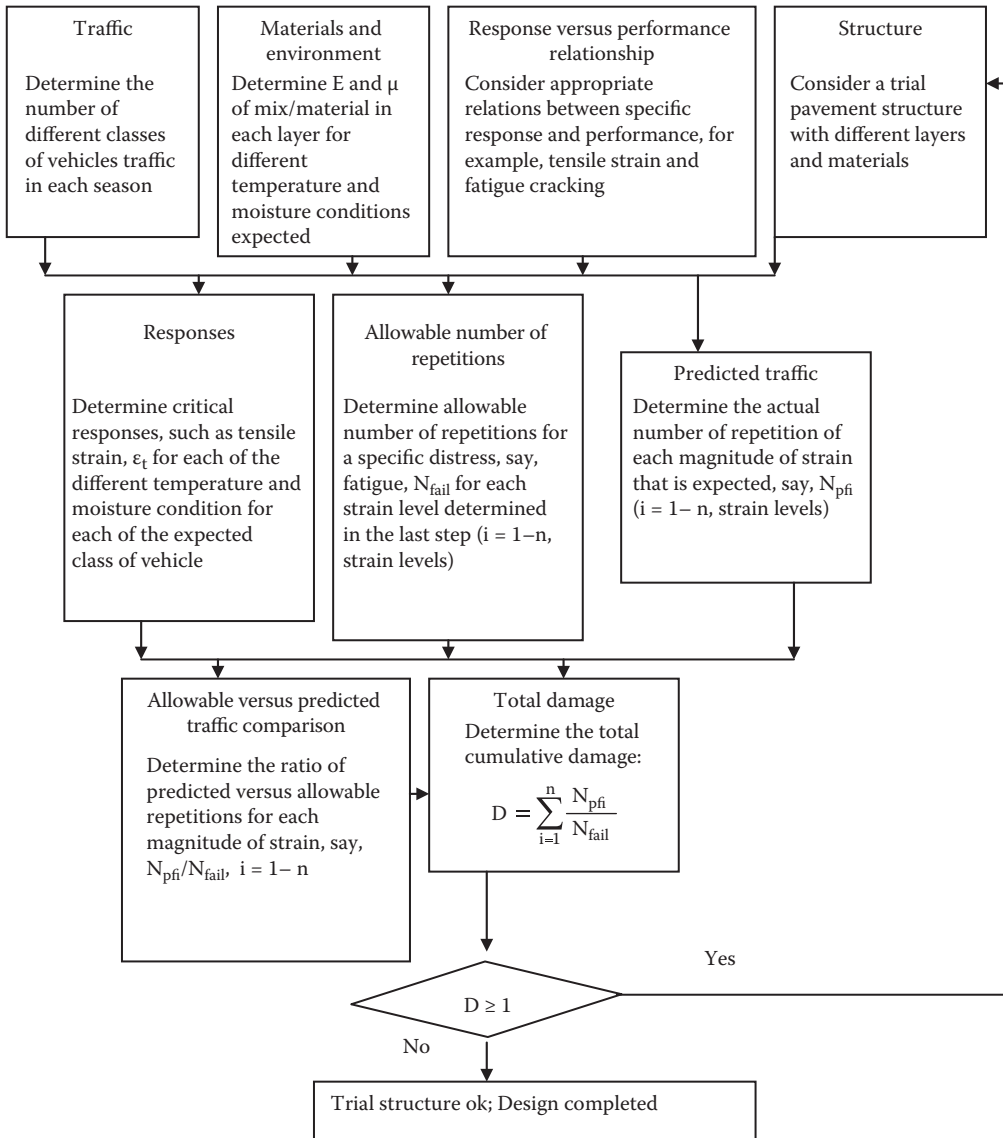 Traffic
Determine the
number of
different classes
of vehicles traffic
in each season
Materials and
environment
Determine E and μ
of mix/material in
each layer for
different
temperature and
moisture conditions
expected
Response versus performance
relationship
Consider appropriate
relations between specific
response and performance, for
example, tensile strain and
fatigue cracking
Structure
Consider a trial
pavement structure
with different layers
and materials
Responses
Determine critical
responses, such as tensile
strain, εt for each of the
different temperature and
moisture condition for
each of the expected
class of vehicle
Allowable number of
repetitions
Determine allowable
number of repetitions for
a specific distress, say,
fatigue, Nfail for each
strain level determined
in the last step (i = 1–n,
strain levels)
Predicted traffic
Determine the actual
number of repetition of
each magnitude of strain
that is expected, say, Npfi
(i = 1– n, strain levels)
Allowable versus predicted
traffic comparison
Determine the ratio of
predicted versus allowable
repetitions for each
magnitude of strain, say,
Npfi/Nfail, i = 1– n
Total damage
Determine the total
cumulative damage:
D = ∑ i=1 n Npfi / Nfail
D ≥ 1
Yes
No
Trial structure ok; Design completed